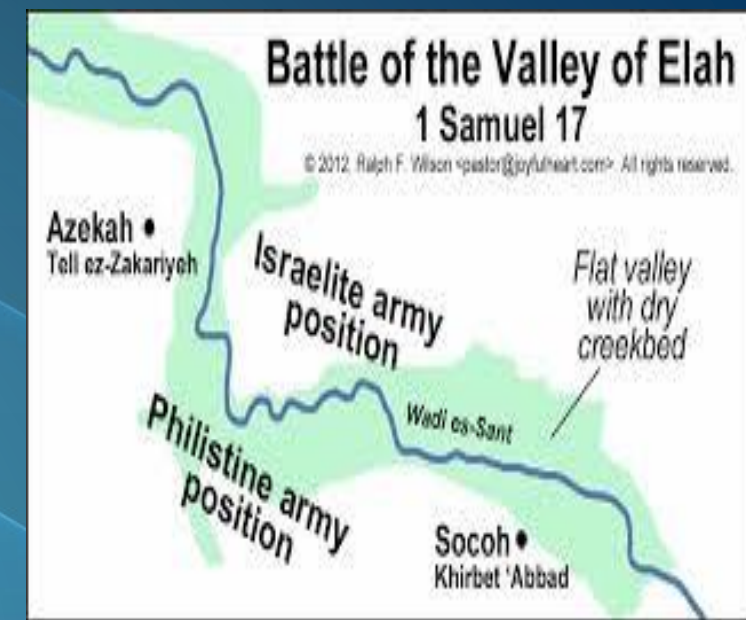 Battle of the Valley of Elah
1 Samuel 17
© 2012, Ralph F. Wilson <pastor@joyfulheart.com> All rights reserved.
Azekah
Tell ez-Zakariyeh
Israelite army
position
Flat valley
with dry
creekbed
Philistine army
position
Wadi es-Sant
Socoh
Khirbet ‘Abbad